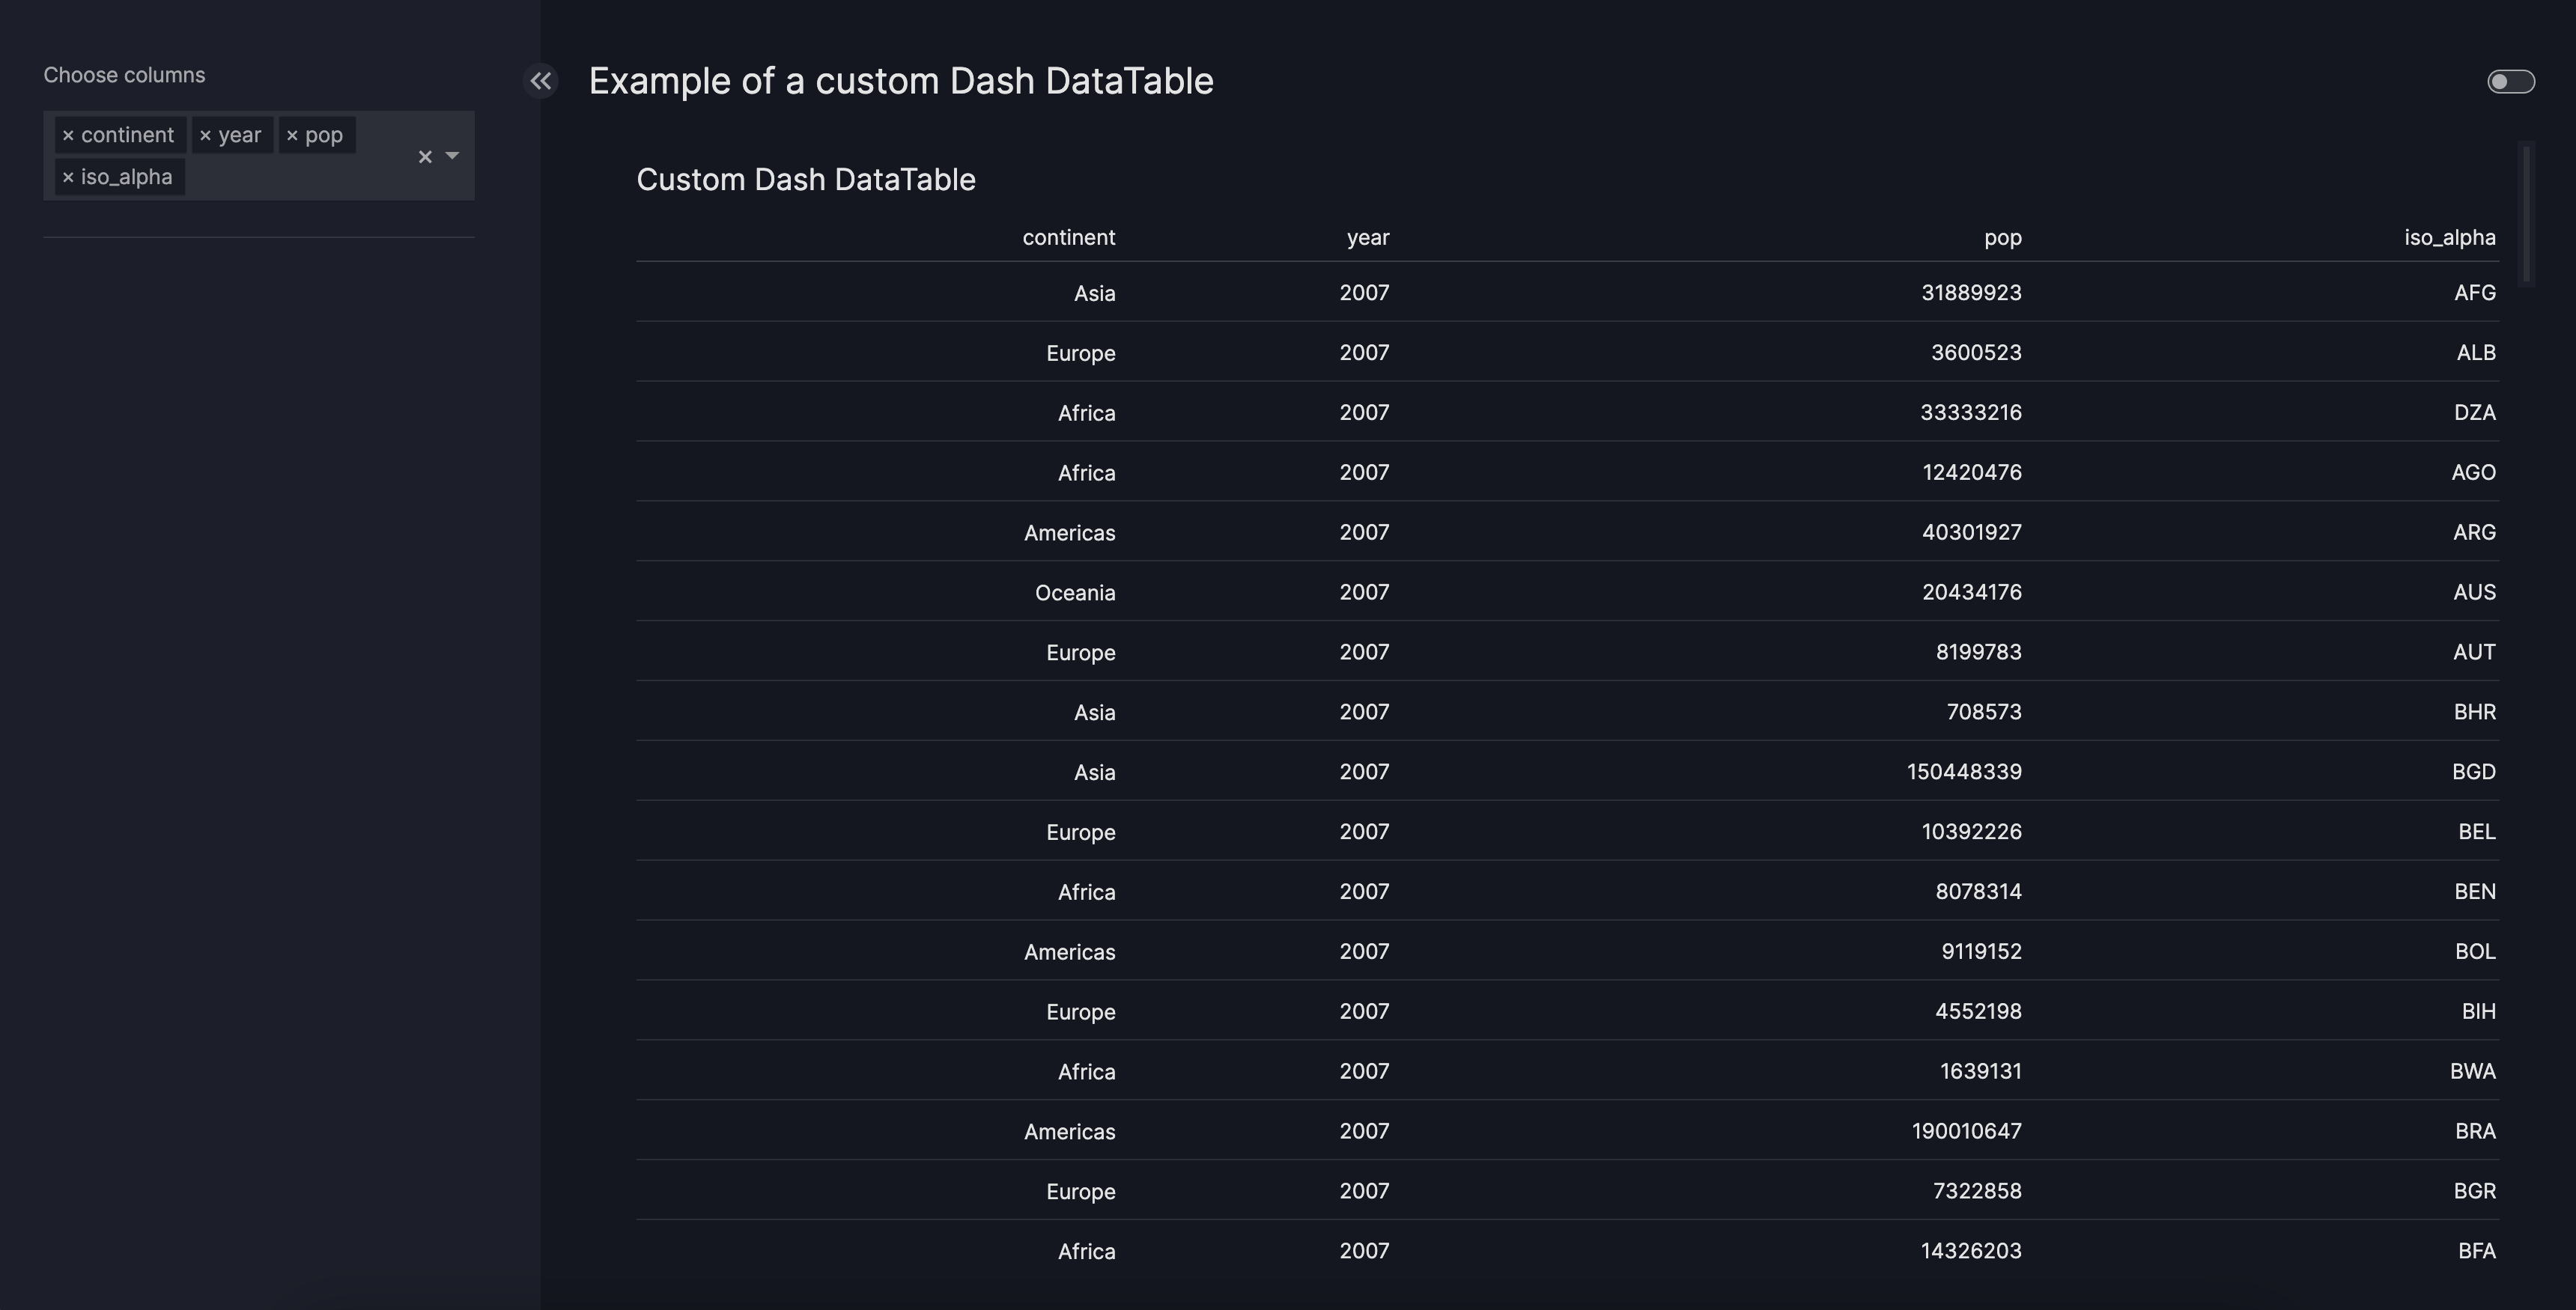 Choose columns
× continent × year × pop
× iso_alpha
Example of a custom Dash DataTable
Custom Dash DataTable
continent year pop iso_alpha
Asia 2007 31889923 AFG
Europe 2007 3600523 ALB
Africa 2007 33333216 DZA
Africa 2007 12420476 AGO
Americas 2007 40301927 ARG
Oceania 2007 20434176 AUS
Europe 2007 8199783 AUT
Asia 2007 708573 BHR
Asia 2007 150448339 BGD
Europe 2007 10392226 BEL
Africa 2007 8078314 BEN
Americas 2007 9119152 BOL
Europe 2007 4552198 BIH
Africa 2007 1639131 BWA
Americas 2007 190010647 BRA
Europe 2007 7322858 BGR
Africa 2007 14326203 BFA